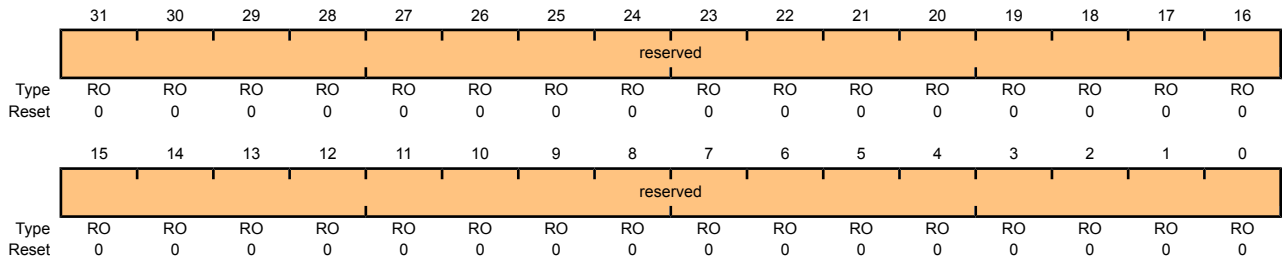 31 30 29 28 27 26 25 24 23 22 21 20 19 18 17 16
reserved
Type RO RO RO RO RO RO RO RO RO RO RO RO RO RO RO RO
Reset 0 0 0 0 0 0 0 0 0 0 0 0 0 0 0 0
15 14 13 12 11 10 9 8 7 6 5 4 3 2 1 0
reserved
Type RO RO RO RO RO RO RO RO RO RO RO RO RO RO RO RO
Reset 0 0 0 0 0 0 0 0 0 0 0 0 0 0 0 0